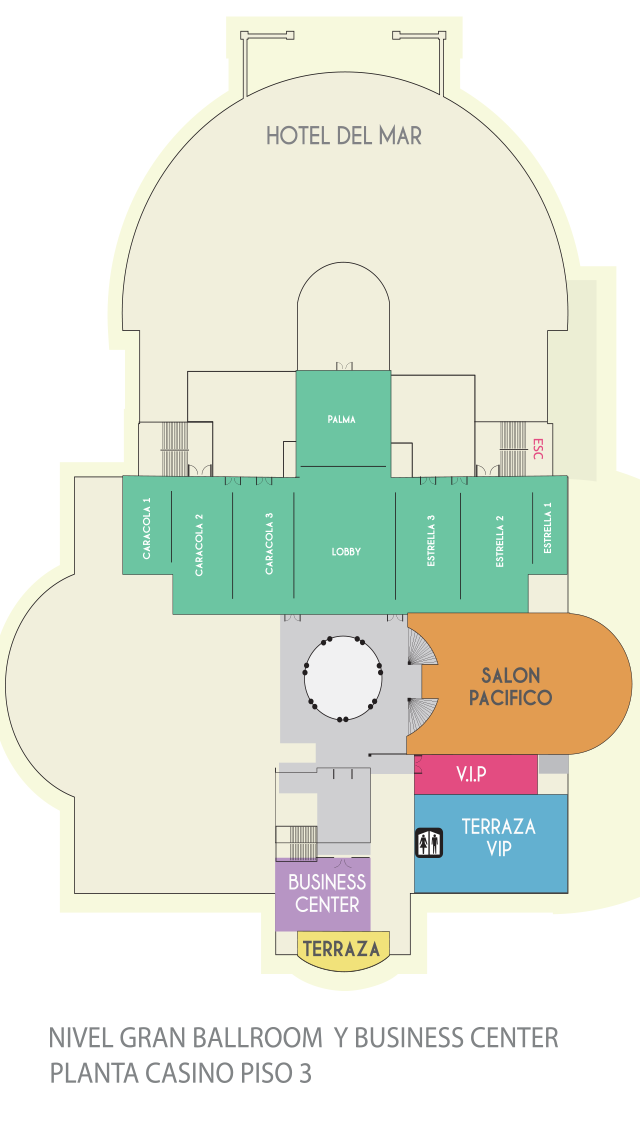 HOTEL DEL MAR
PALMA
ESC
CARACOLA 1
CARACOLA 2
CARACOLA 3
LOBBY
ESTRELLA 3
ESTRELLA 2
ESTRELLA 1
SALON
PACIFICO
V.I.P
TERRAZA
VIP
BUSINESS
CENTER
TERRAZA
NIVEL GRAN BALLROOM Y BUSINESS CENTER
PLANTA CASINO PISO 3